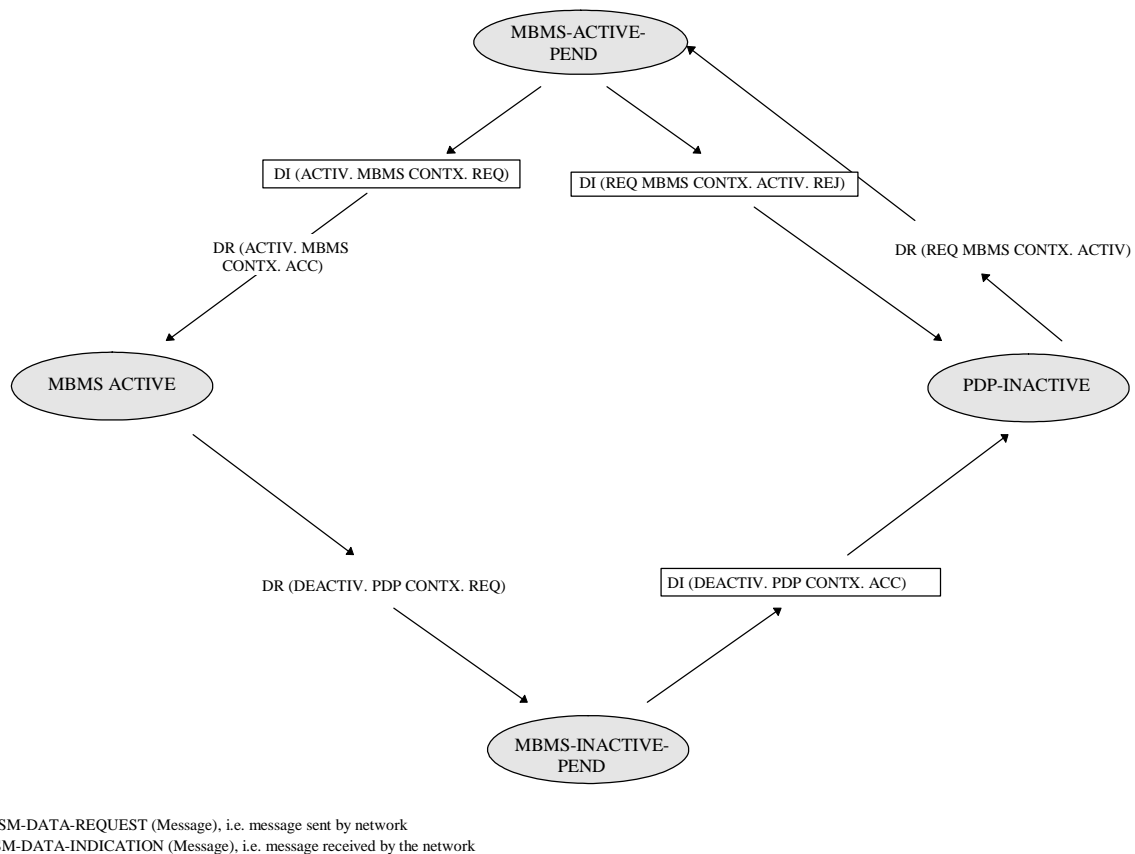 MBMS-ACTIVE-
PEND
DI (ACTIV. MBMS CONTX. REQ)
DI (REQ MBMS CONTX. ACTIV. REJ)
DR (ACTIV. MBMS
CONTX. ACC)
DR (REQ MBMS CONTX. ACTIV)
MBMS ACTIVE
PDP-INACTIVE
DR (DEACTIV. PDP CONTX. REQ)
DI (DEACTIV. PDP CONTX. ACC)
MBMS-INACTIVE-
PEND
SM-DATA-REQUEST (Message), i.e. message sent by network
SM-DATA-INDICATION (Message), i.e. message received by the network